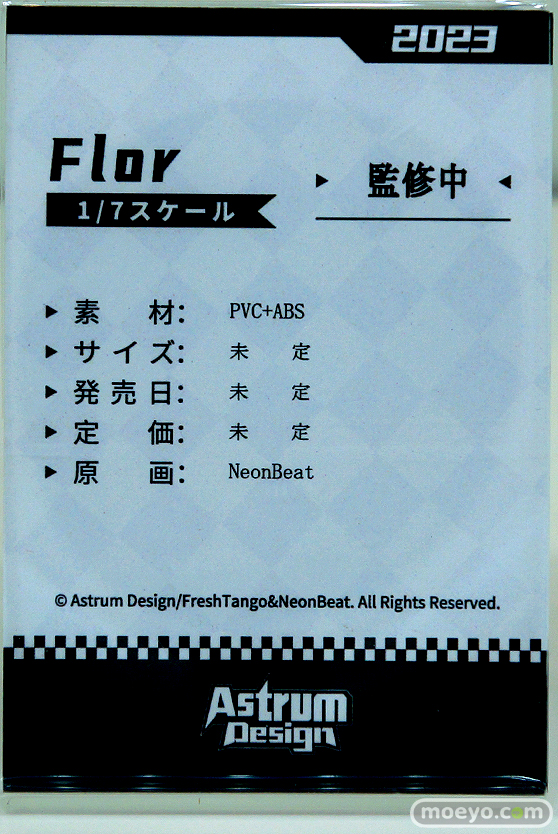 2023
Flor
1/7スケール
監修中
素 材: PVC+ABS
サイズ: 未 定
発売日: 未 定
定 価: 未 定
原 画: NeonBeat
© Astrum Design/FreshTango&NeonBeat. All Rights Reserved.
Astrum
Design
moeyo.com